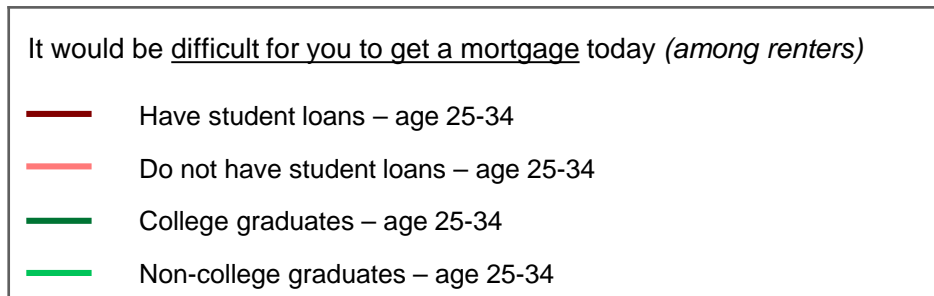 It would be difficult for you to get a mortgage today (among renters)
Have student loans – age 25-34
Do not have student loans – age 25-34
College graduates – age 25-34
Non-college graduates – age 25-34